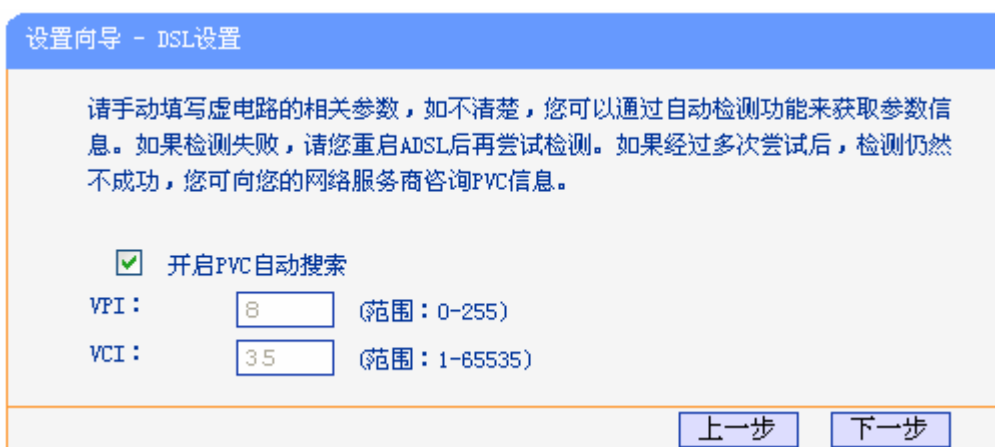 设置向导 - DSL设置
请手动填写虚电路的相关参数，如不清楚，您可以通过自动检测功能来获取参数信
息。如果检测失败，请您重启ADSL后再尝试检测。如果经过多次尝试后，检测仍然
不成功，您可向您的网络服务商咨询PVC信息。
开启PVC自动搜索
VPI： 8 (范围：0-255)
VCI： 35 (范围：1-65535)
上一步 下一步